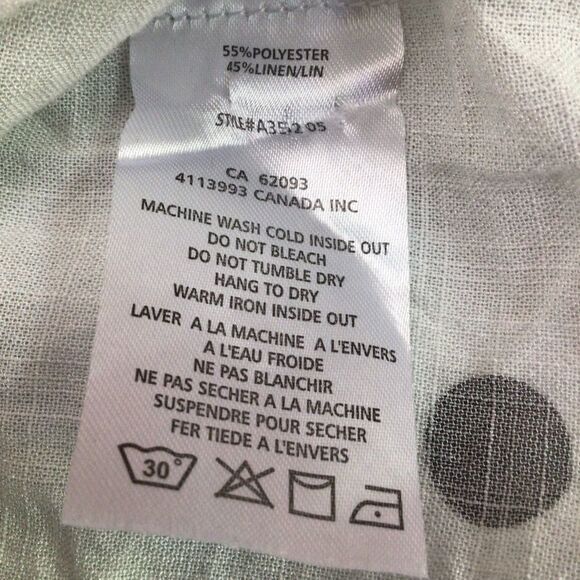 55%POLYESTER
45%LINEN/LIN
STYLE#A35205
CA 62093
4113993 CANADA INC
MACHINE WASH COLD INSIDE OUT
DO NOT BLEACH
DO NOT TUMBLE DRY
HANG TO DRY
WARM IRON INSIDE OUT
LAVER A LA MACHINE A L'ENVERS
A L'EAU FROIDE
NE PAS BLANCHIR
NE PAS SECHER A LA MACHINE
SUSPENDRE POUR SECHER
FER TIEDE A L'ENVERS
30°